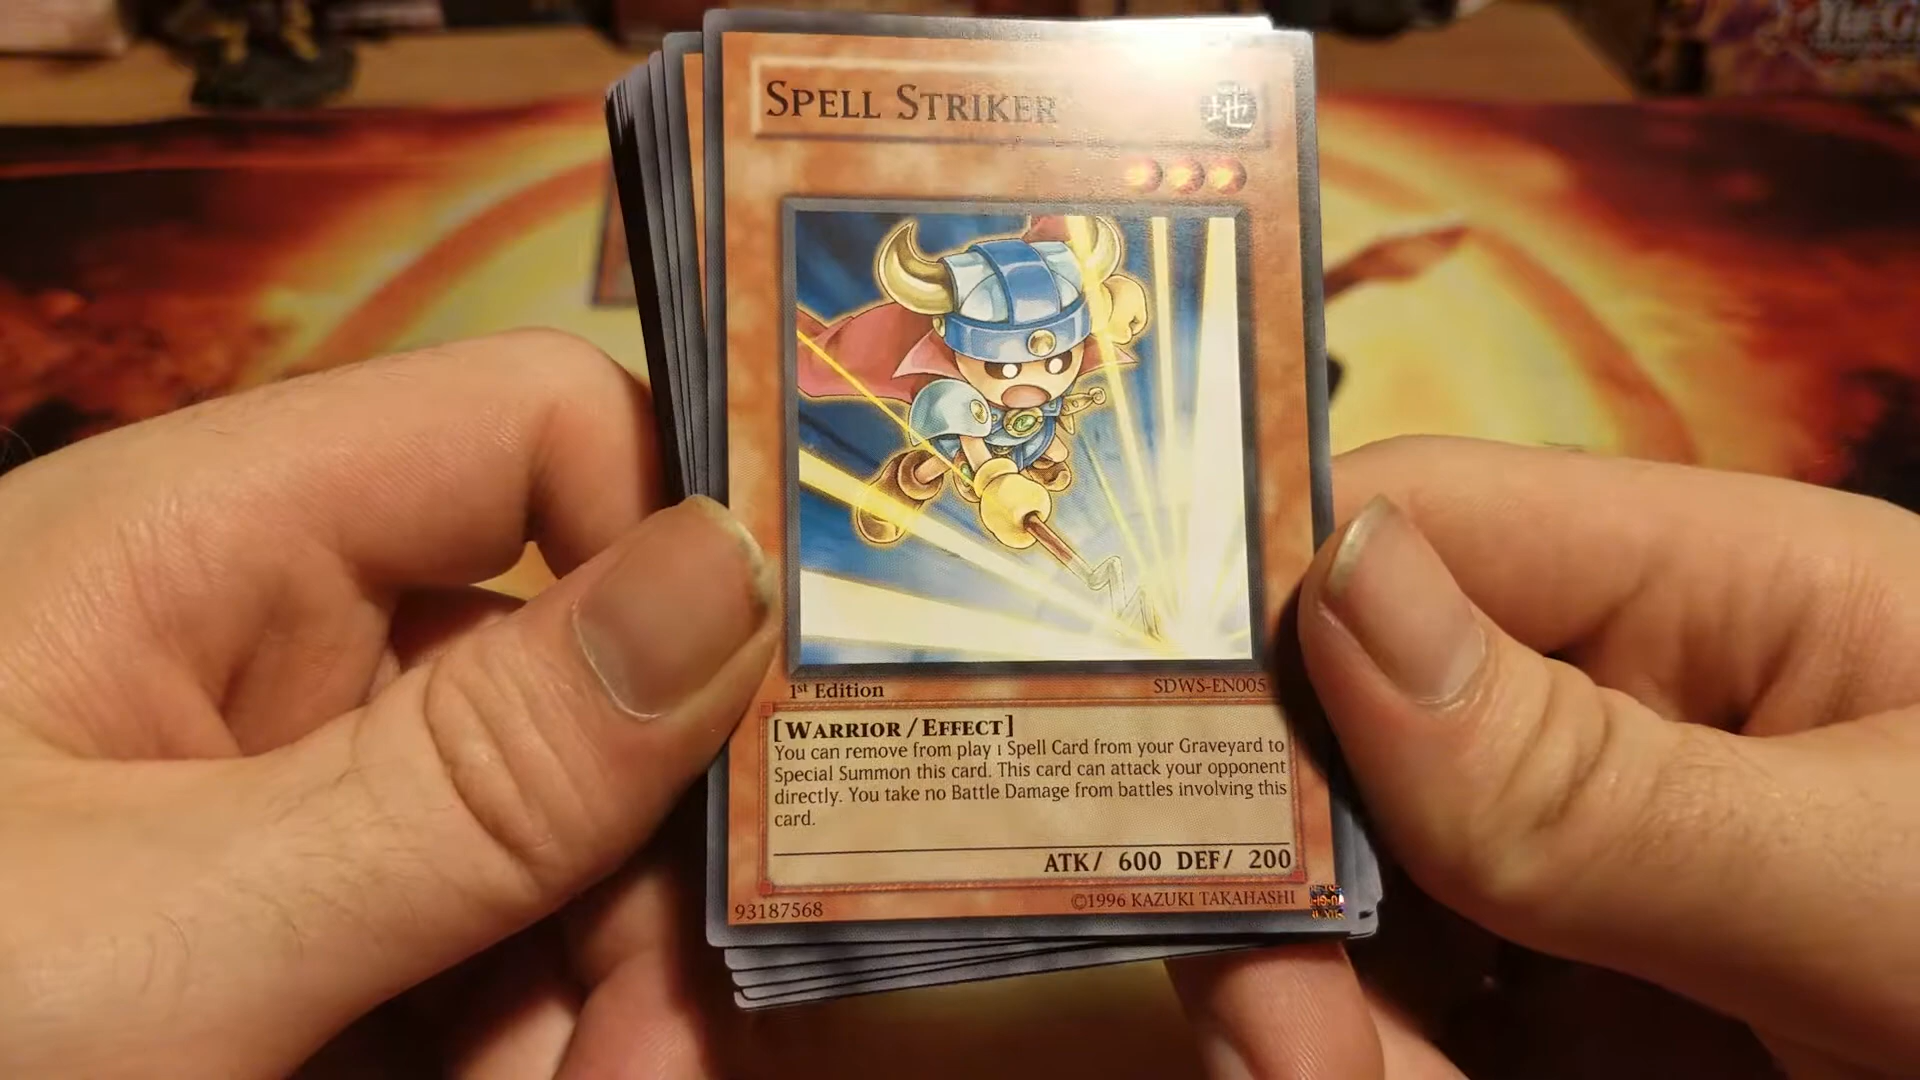 SPELL STRIKER
地
1st Edition
SDWS-EN005
[WARRIOR/EFFECT]
You can remove from play 1 Spell Card from your Graveyard to
Special Summon this card. This card can attack your opponent
directly. You take no Battle Damage from battles involving this
card.
ATK/ 600 DEF/ 200
93187568
©1996 KAZUKI TAKAHASHI